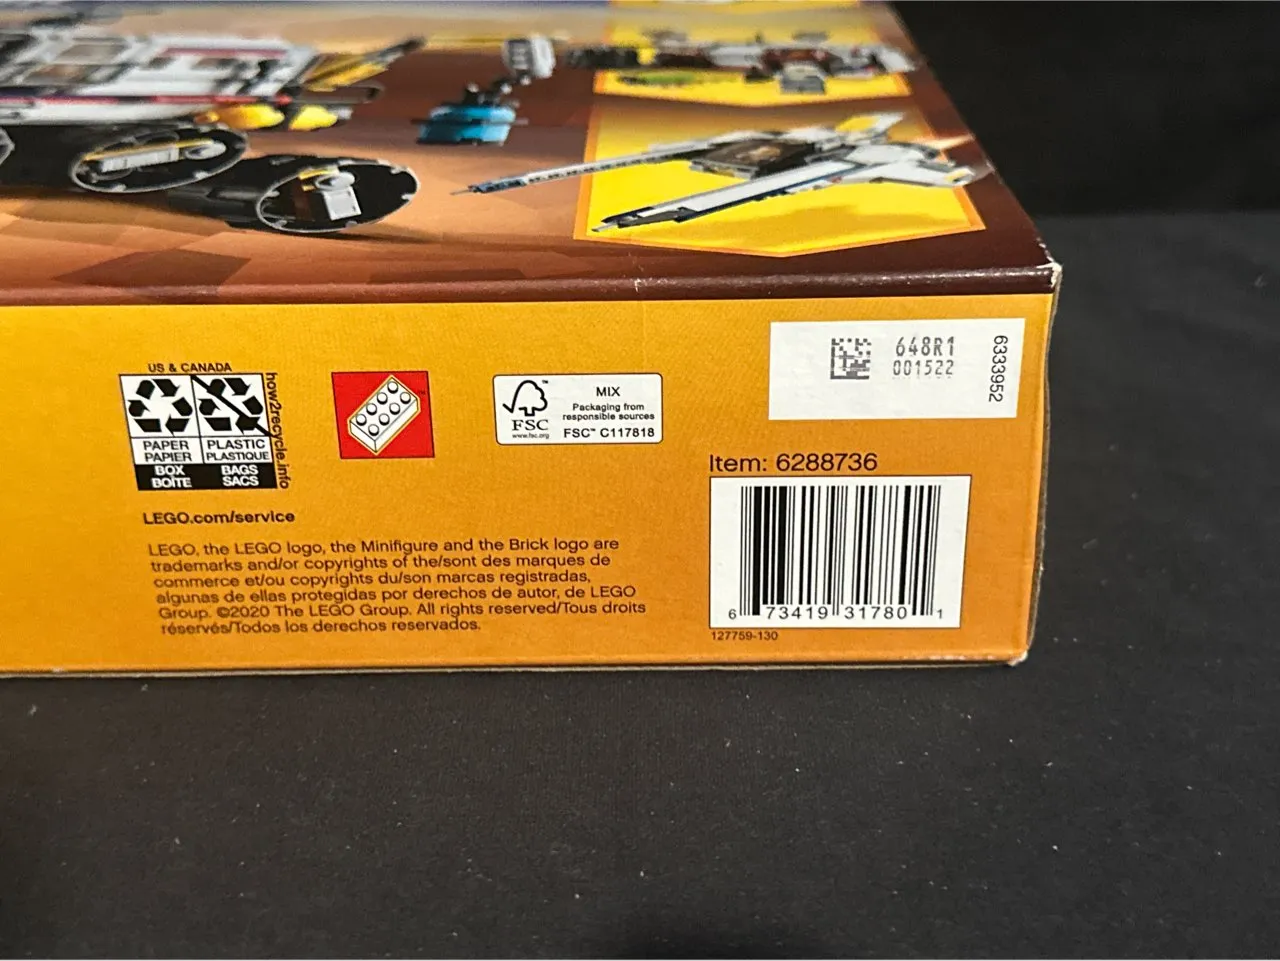 US & CANADA
how2recycle.info
PAPER
PAPIER
BOX
BOÎTE
PLASTIC
PLASTIQUE
BAGS
SACS
FSC™
www.fsc.org
MIX
Packaging from
responsible sources
FSC™ C117818
648R1
001522
6333952
Item: 6288736
6 73419 31780 1
127759-130
LEGO.com/service
LEGO, the LEGO logo, the Minifigure and the Brick logo are
trademarks and/or copyrights of the/sont des marques de
commerce et/ou copyrights du/son marcas registradas,
algunas de ellas protegidas por derechos de autor, de LEGO
Group. ©2020 The LEGO Group. All rights reserved/Tous droits
réservés/Todos los derechos reservados.